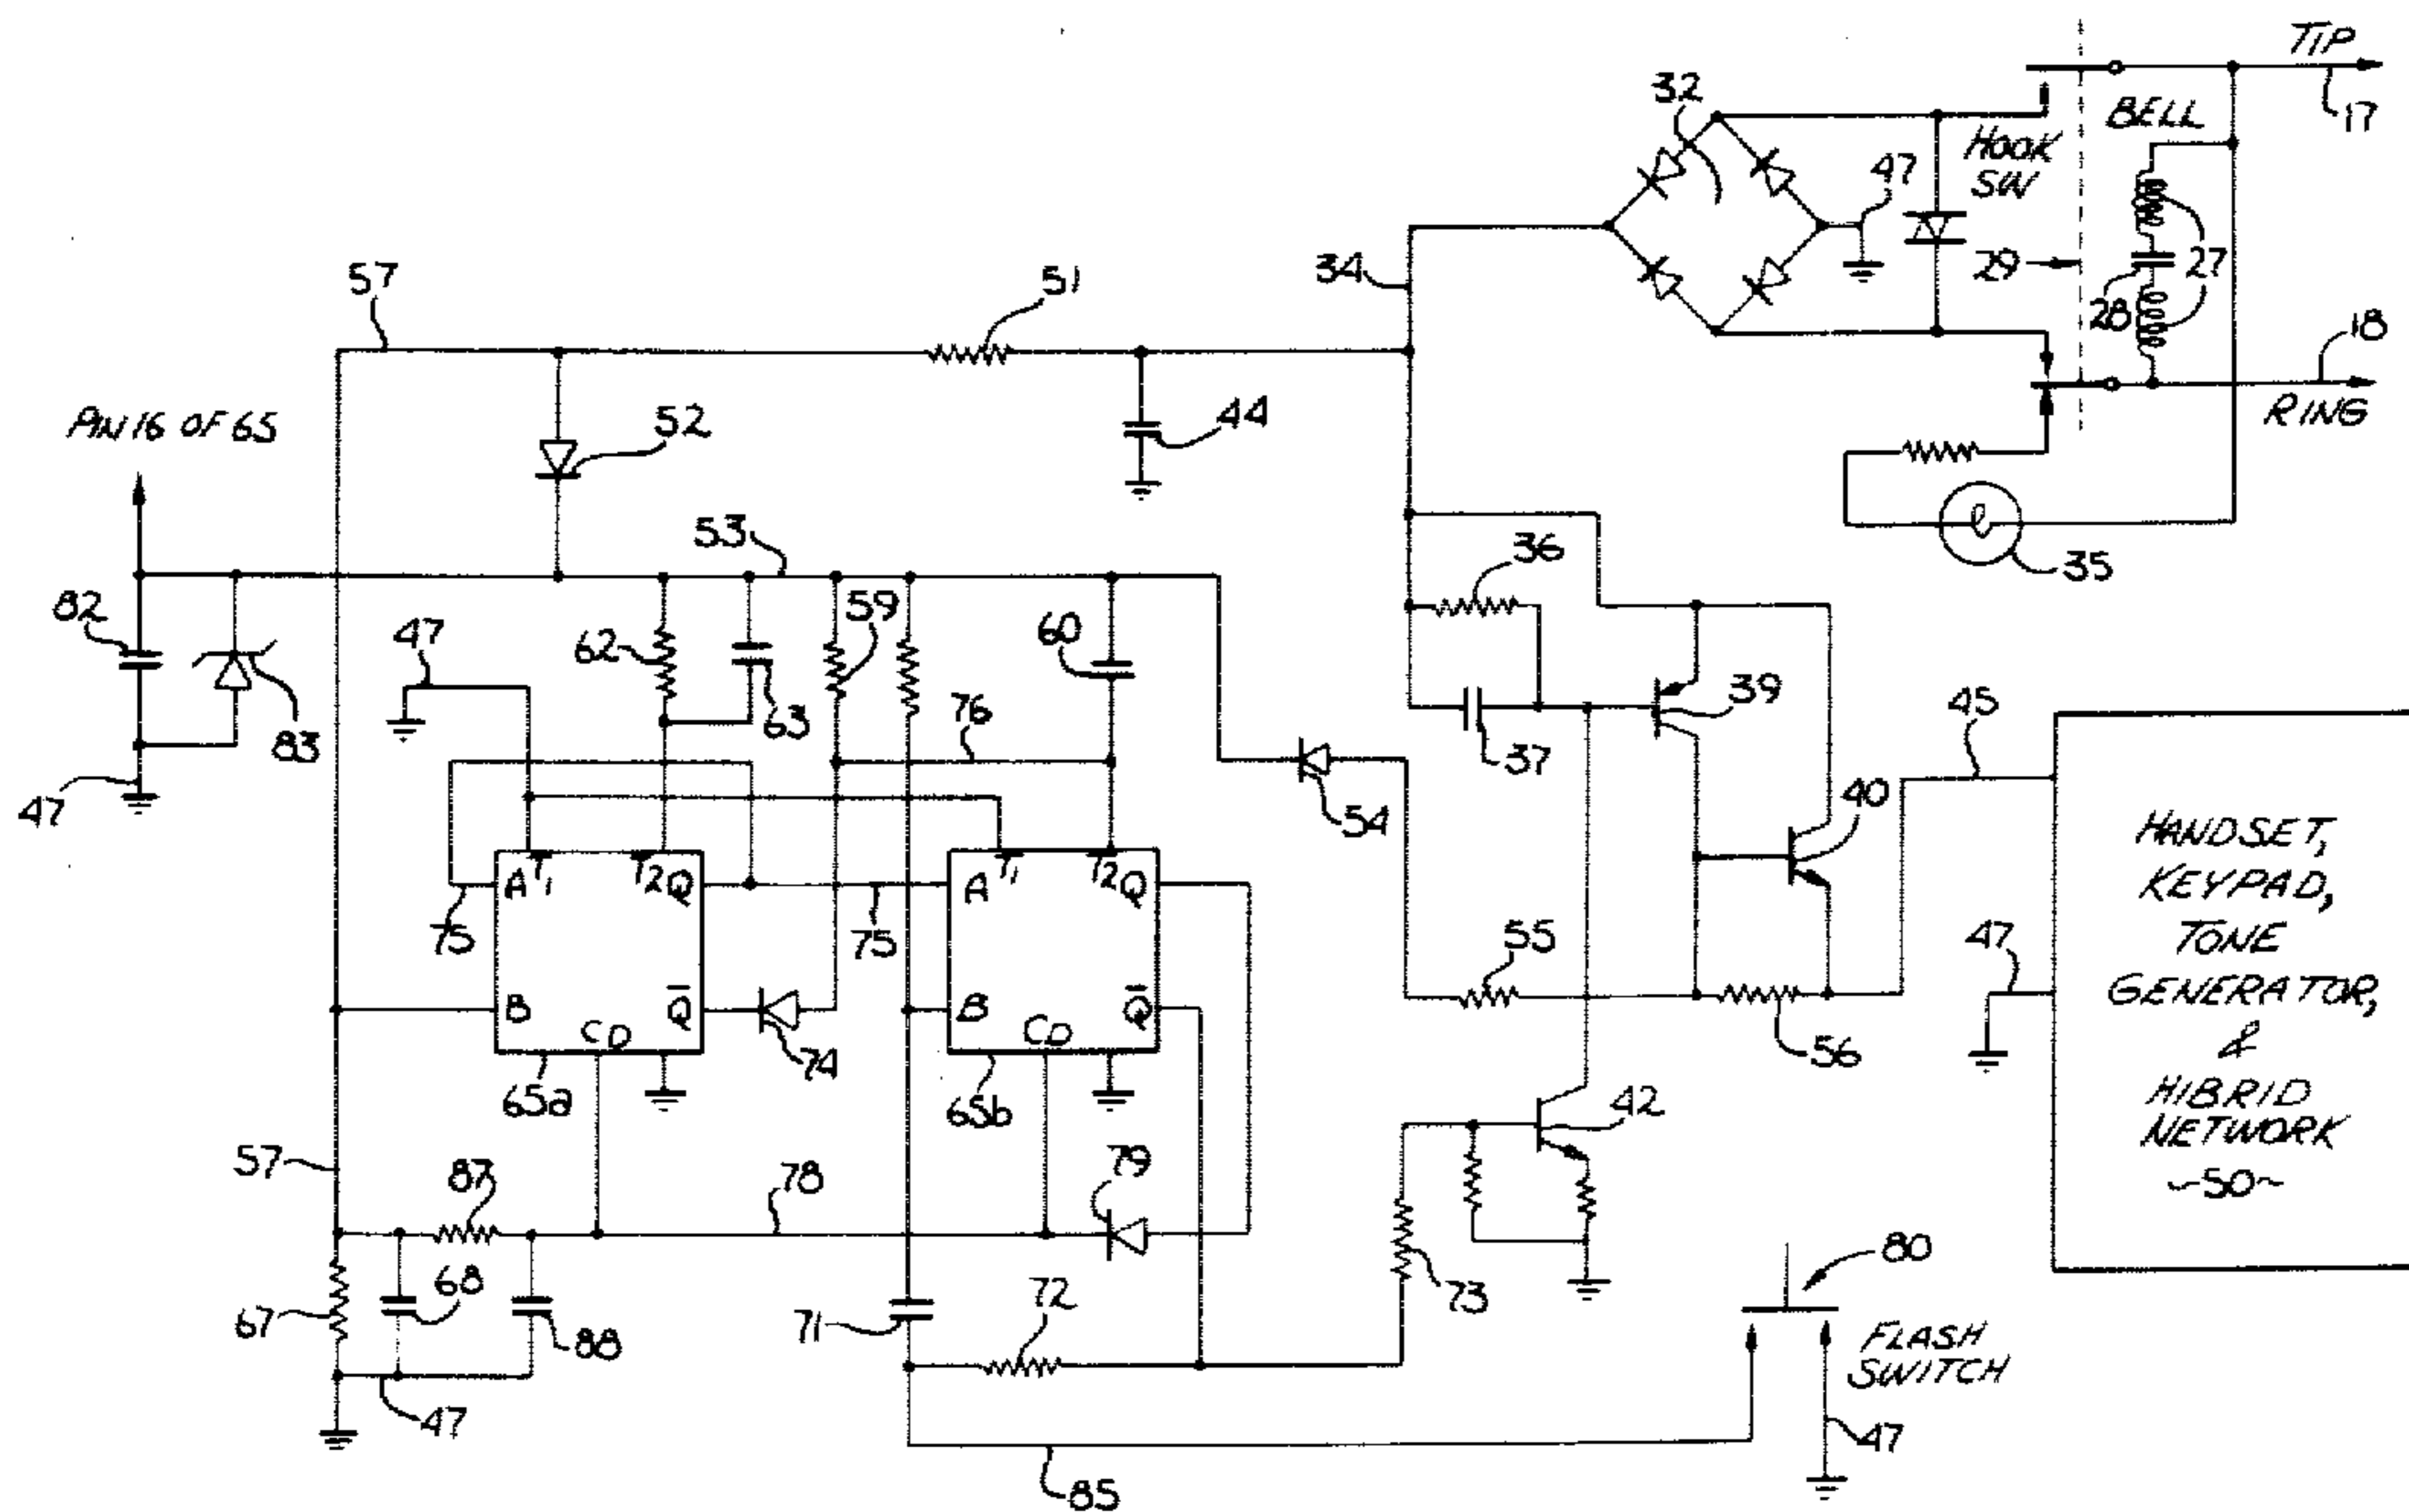 TIP
17
32
BELL
HOOK
SW
47
57
51
34
29
28
27
18
RING
PIN 16 OF 65
52
44
53
36
35
82
47
62
63
59
60
39
83
76
37
45
47
54
40
A
T1
T2
Q
A
T1
T2
Q
75
75
HANDSET,
KEYPAD,
TONE
GENERATOR,
&
HIBRID
NETWORK
~50~
55
47
B
CD
Q̅
B
CD
Q̅
56
65a
74
65b
42
57
87
78
79
80
67
68
88
71
72
73
FLASH
SWITCH
47
47
85